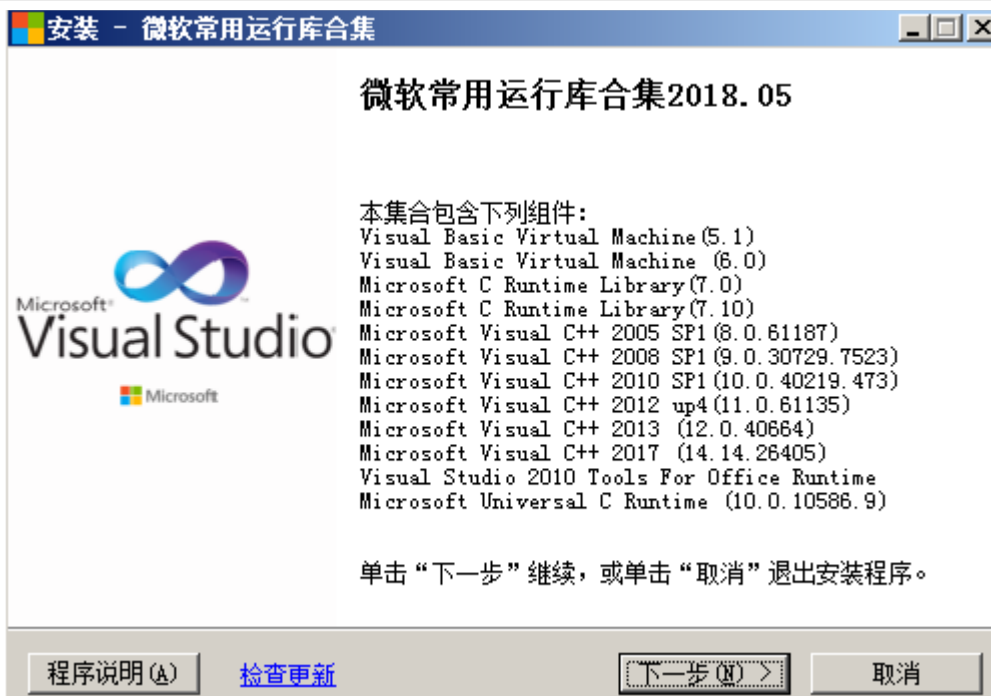 安装 - 微软常用运行库合集
微软常用运行库合集2018.05
本集合包含下列组件:
Visual Basic Virtual Machine(5.1)
Visual Basic Virtual Machine (6.0)
Microsoft C Runtime Library(7.0)
Microsoft C Runtime Library(7.10)
Microsoft Visual C++ 2005 SP1(8.0.61187)
Microsoft Visual C++ 2008 SP1(9.0.30729.7523)
Microsoft Visual C++ 2010 SP1(10.0.40219.473)
Microsoft Visual C++ 2012 up4(11.0.61135)
Microsoft Visual C++ 2013 (12.0.40664)
Microsoft Visual C++ 2017 (14.14.26405)
Visual Studio 2010 Tools For Office Runtime
Microsoft Universal C Runtime (10.0.10586.9)
Microsoft
Visual Studio
Microsoft
单击“下一步”继续，或单击“取消”退出安装程序。
程序说明(A)
检查更新
下一步(N) >
取消